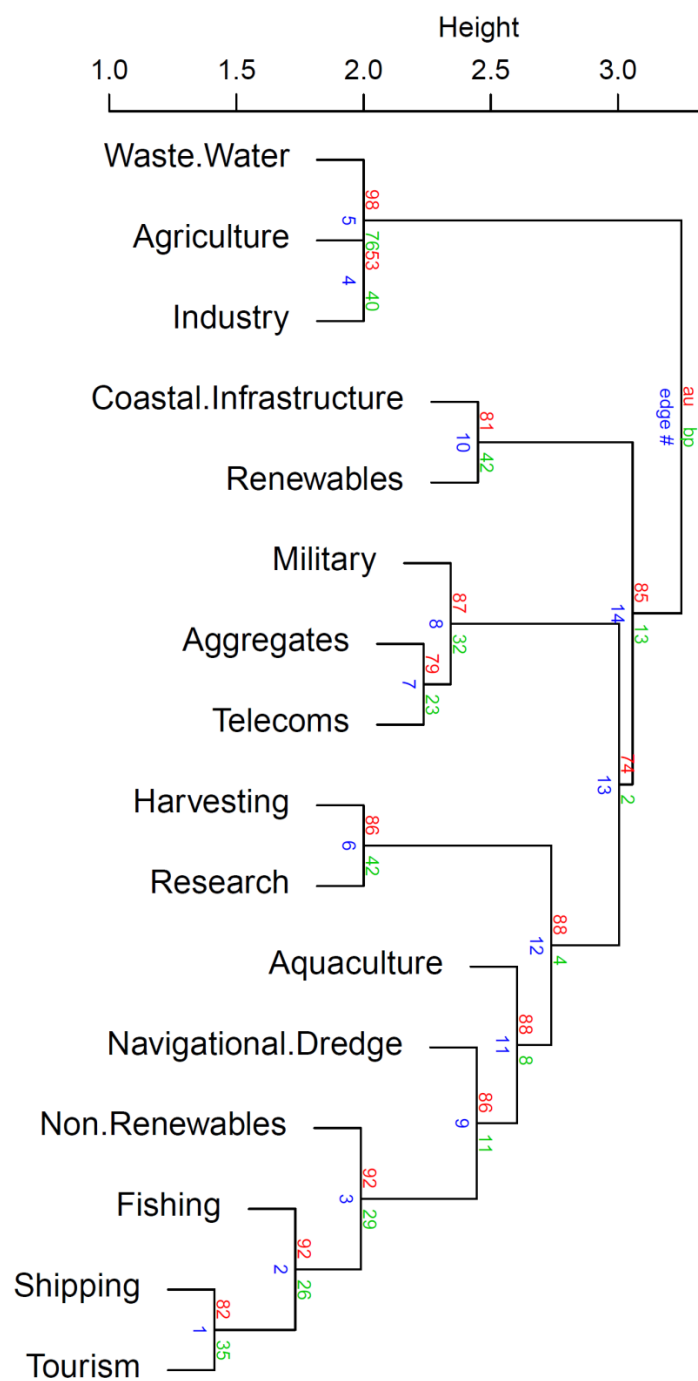 Height
1.0 1.5 2.0 2.5 3.0
Waste.Water
98
5
Agriculture
76
53
4
40
Industry
Coastal.Infrastructure
81
10
42
au
edge #
bp
Renewables
Military
87
8
32
85
14
13
Aggregates
79
7
23
Telecoms
74
13
2
Harvesting
86
6
42
Research
88
12
4
Aquaculture
88
11
8
Navigational.Dredge
86
9
11
Non.Renewables
92
3
29
Fishing
92
2
26
Shipping
82
1
35
Tourism